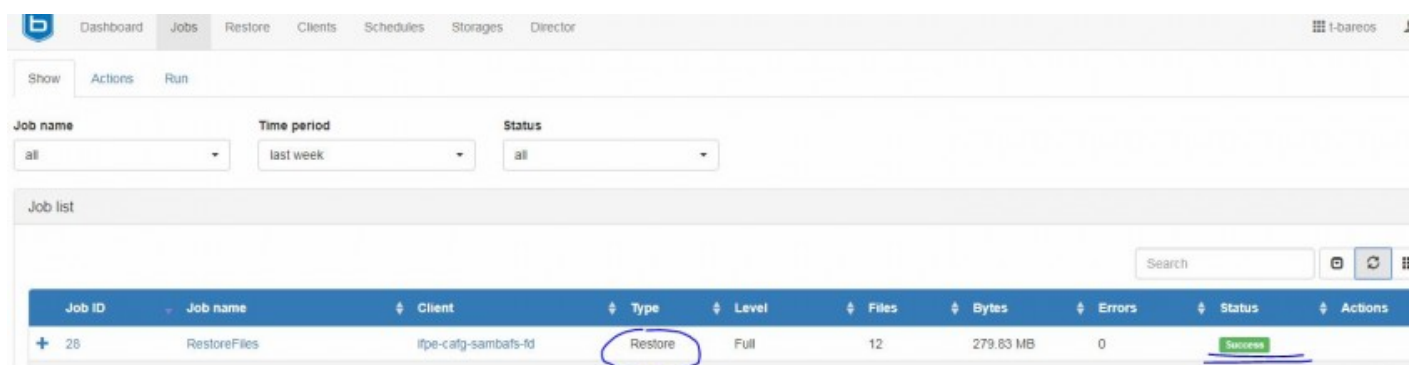 Dashboard Jobs Restore Clients Schedules Storages Director t-bareos
Show Actions Run
Job name Time period Status
all last week all
Job list
Search
Job ID Job name Client Type Level Files Bytes Errors Status Actions
28 RestoreFiles ifpe-cafg-sambafs-fd Restore Full 12 279.83 MB 0 Success